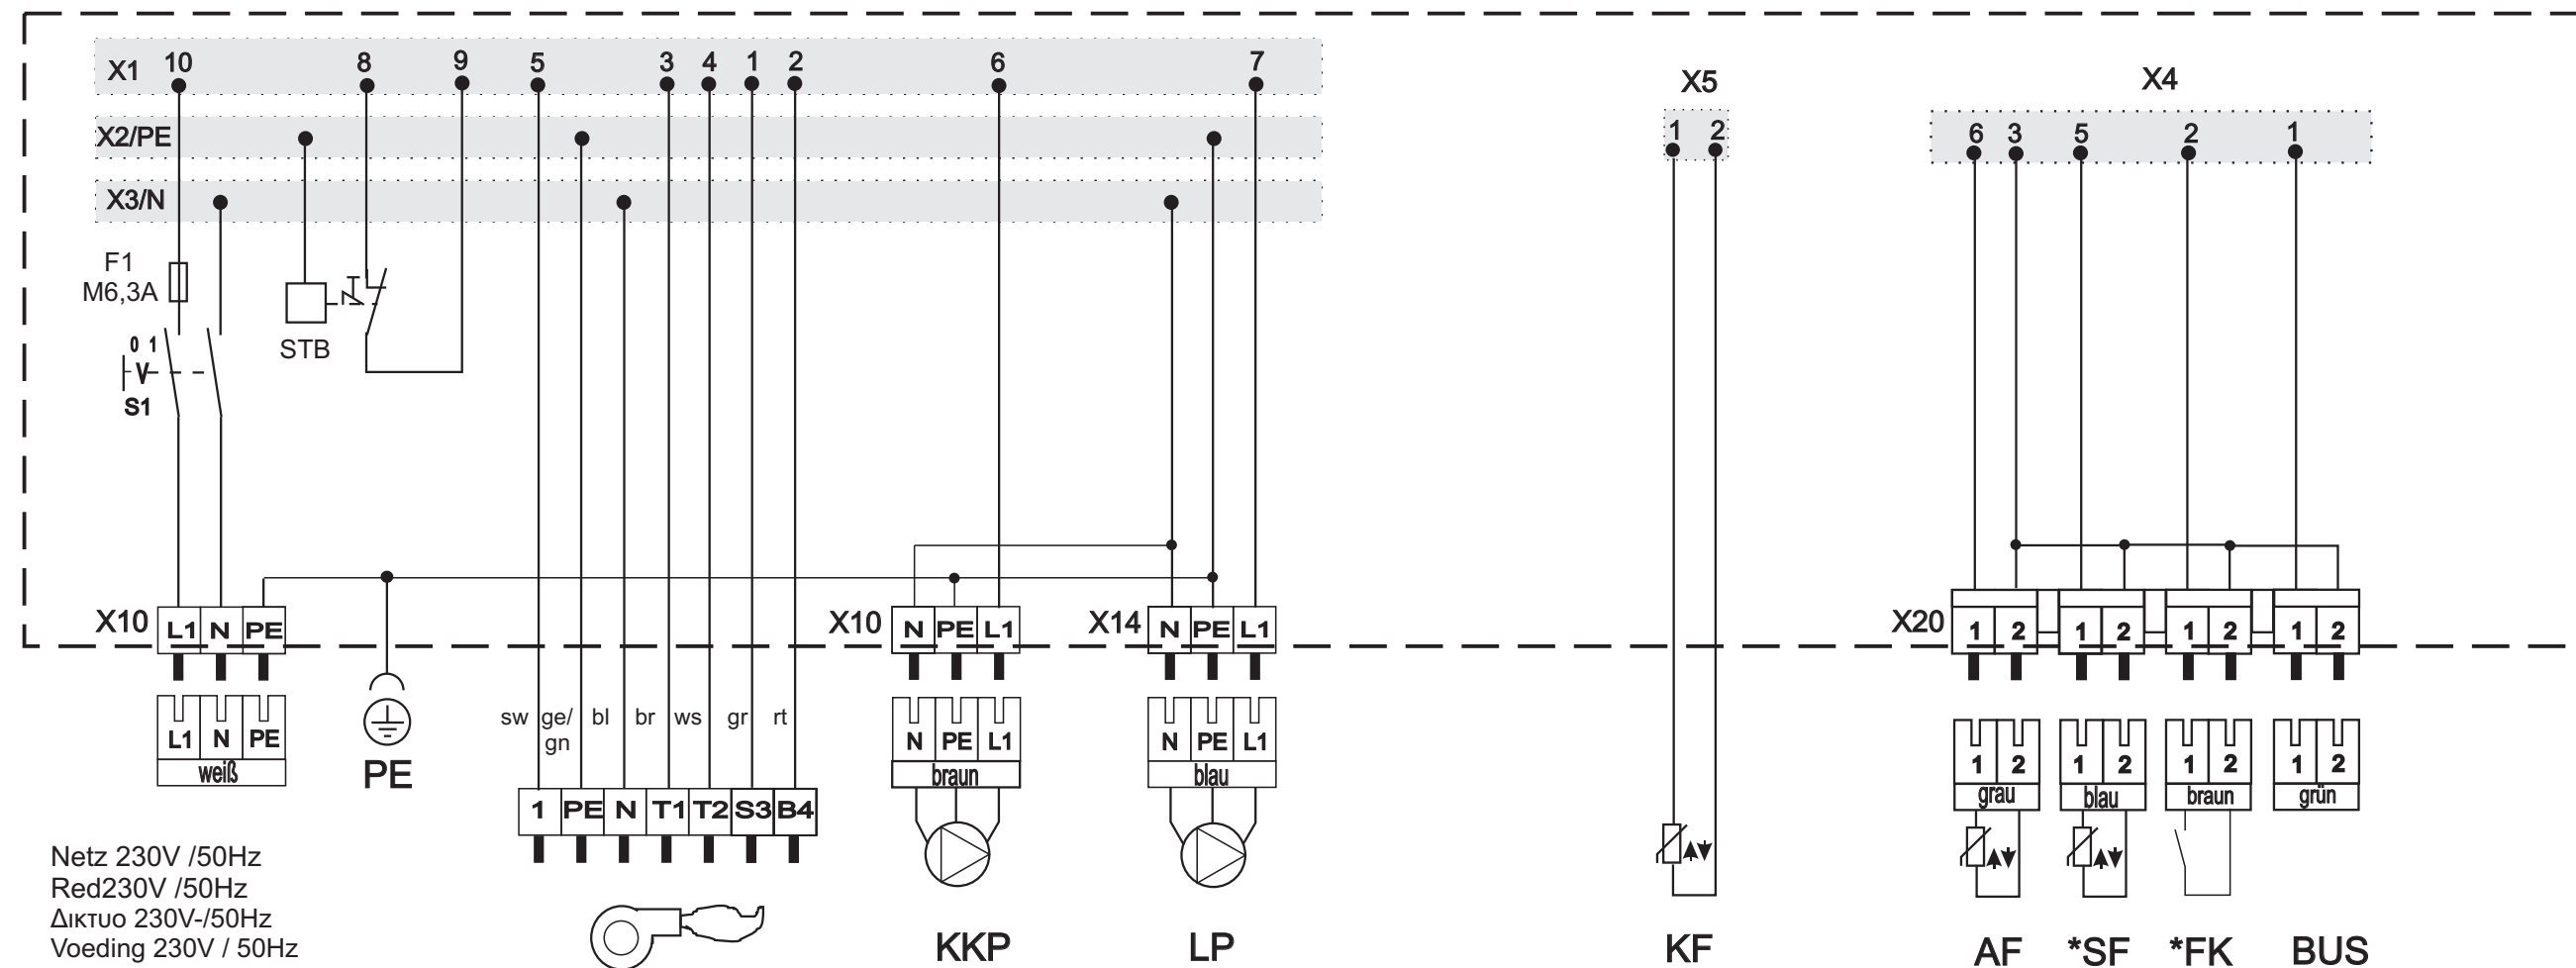 X1 10 8 9 5 3 4 1 2 6 7
X5
X4
1 2
6 3 5 2 1
X2/PE
X3/N
F1
M6,3A
0 1
V
S1
STB
X10 L1 N PE
X10 N PE L1
X14 N PE L1
X20 1 2 1 2 1 2 1 2
L1 N PE
weiß
PE
sw ge/ bl br ws gr rt
gn
N PE L1
braun
N PE L1
blau
1 2 1 2 1 2 1 2
grau blau braun grün
1 PE N T1 T2 S3 B4
Netz 230V /50Hz
Red230V /50Hz
Δικτυο 230V-/50Hz
Voeding 230V / 50Hz
KKP LP KF AF *SF *FK BUS